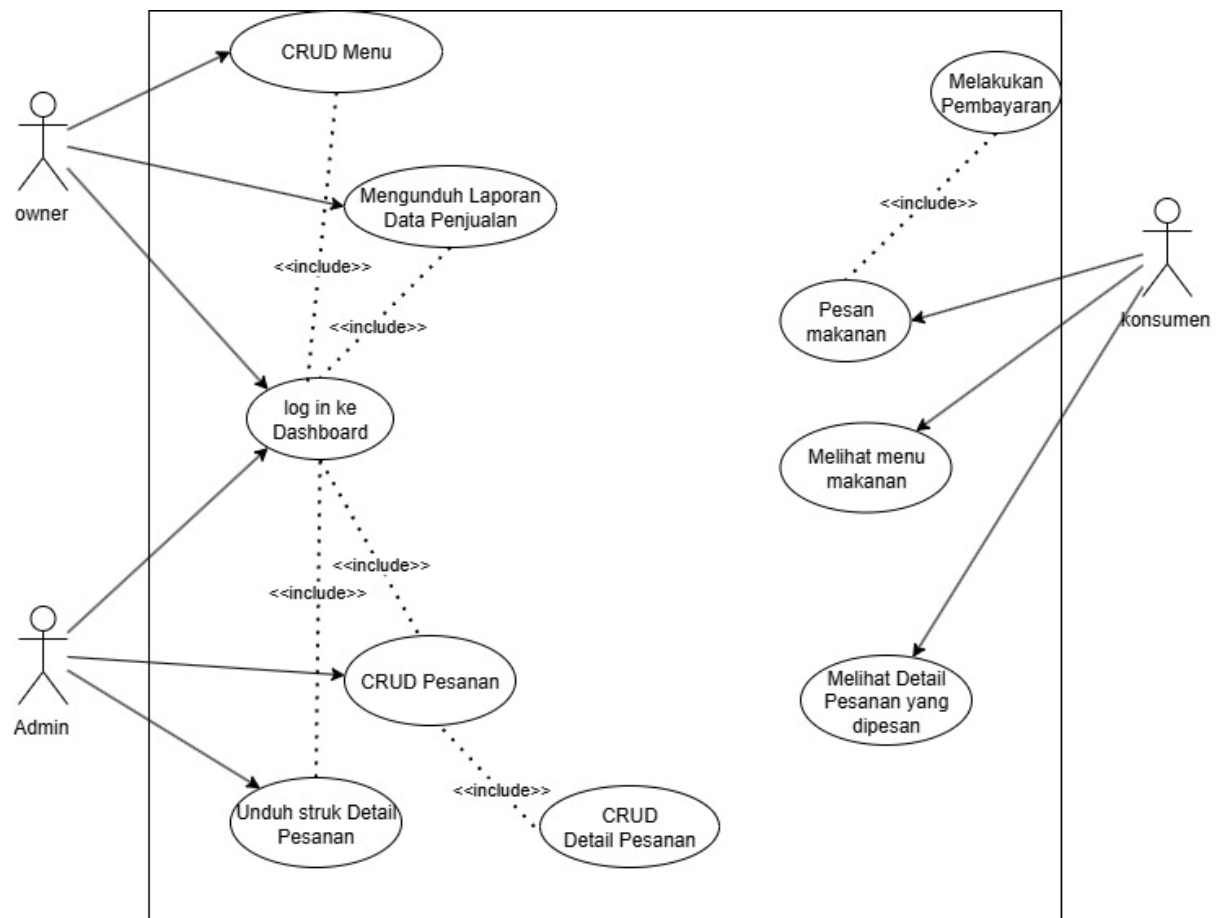 CRUD Menu
Melakukan
Pembayaran
owner
Mengunduh Laporan
Data Penjualan
<<include>>
<<include>>
<<include>>
Pesan
makanan
konsumen
log in ke
Dashboard
Melihat menu
makanan
<<include>>
<<include>>
Admin
CRUD Pesanan
Melihat Detail
Pesanan yang
dipesan
<<include>>
Unduh struk Detail
Pesanan
CRUD
Detail Pesanan